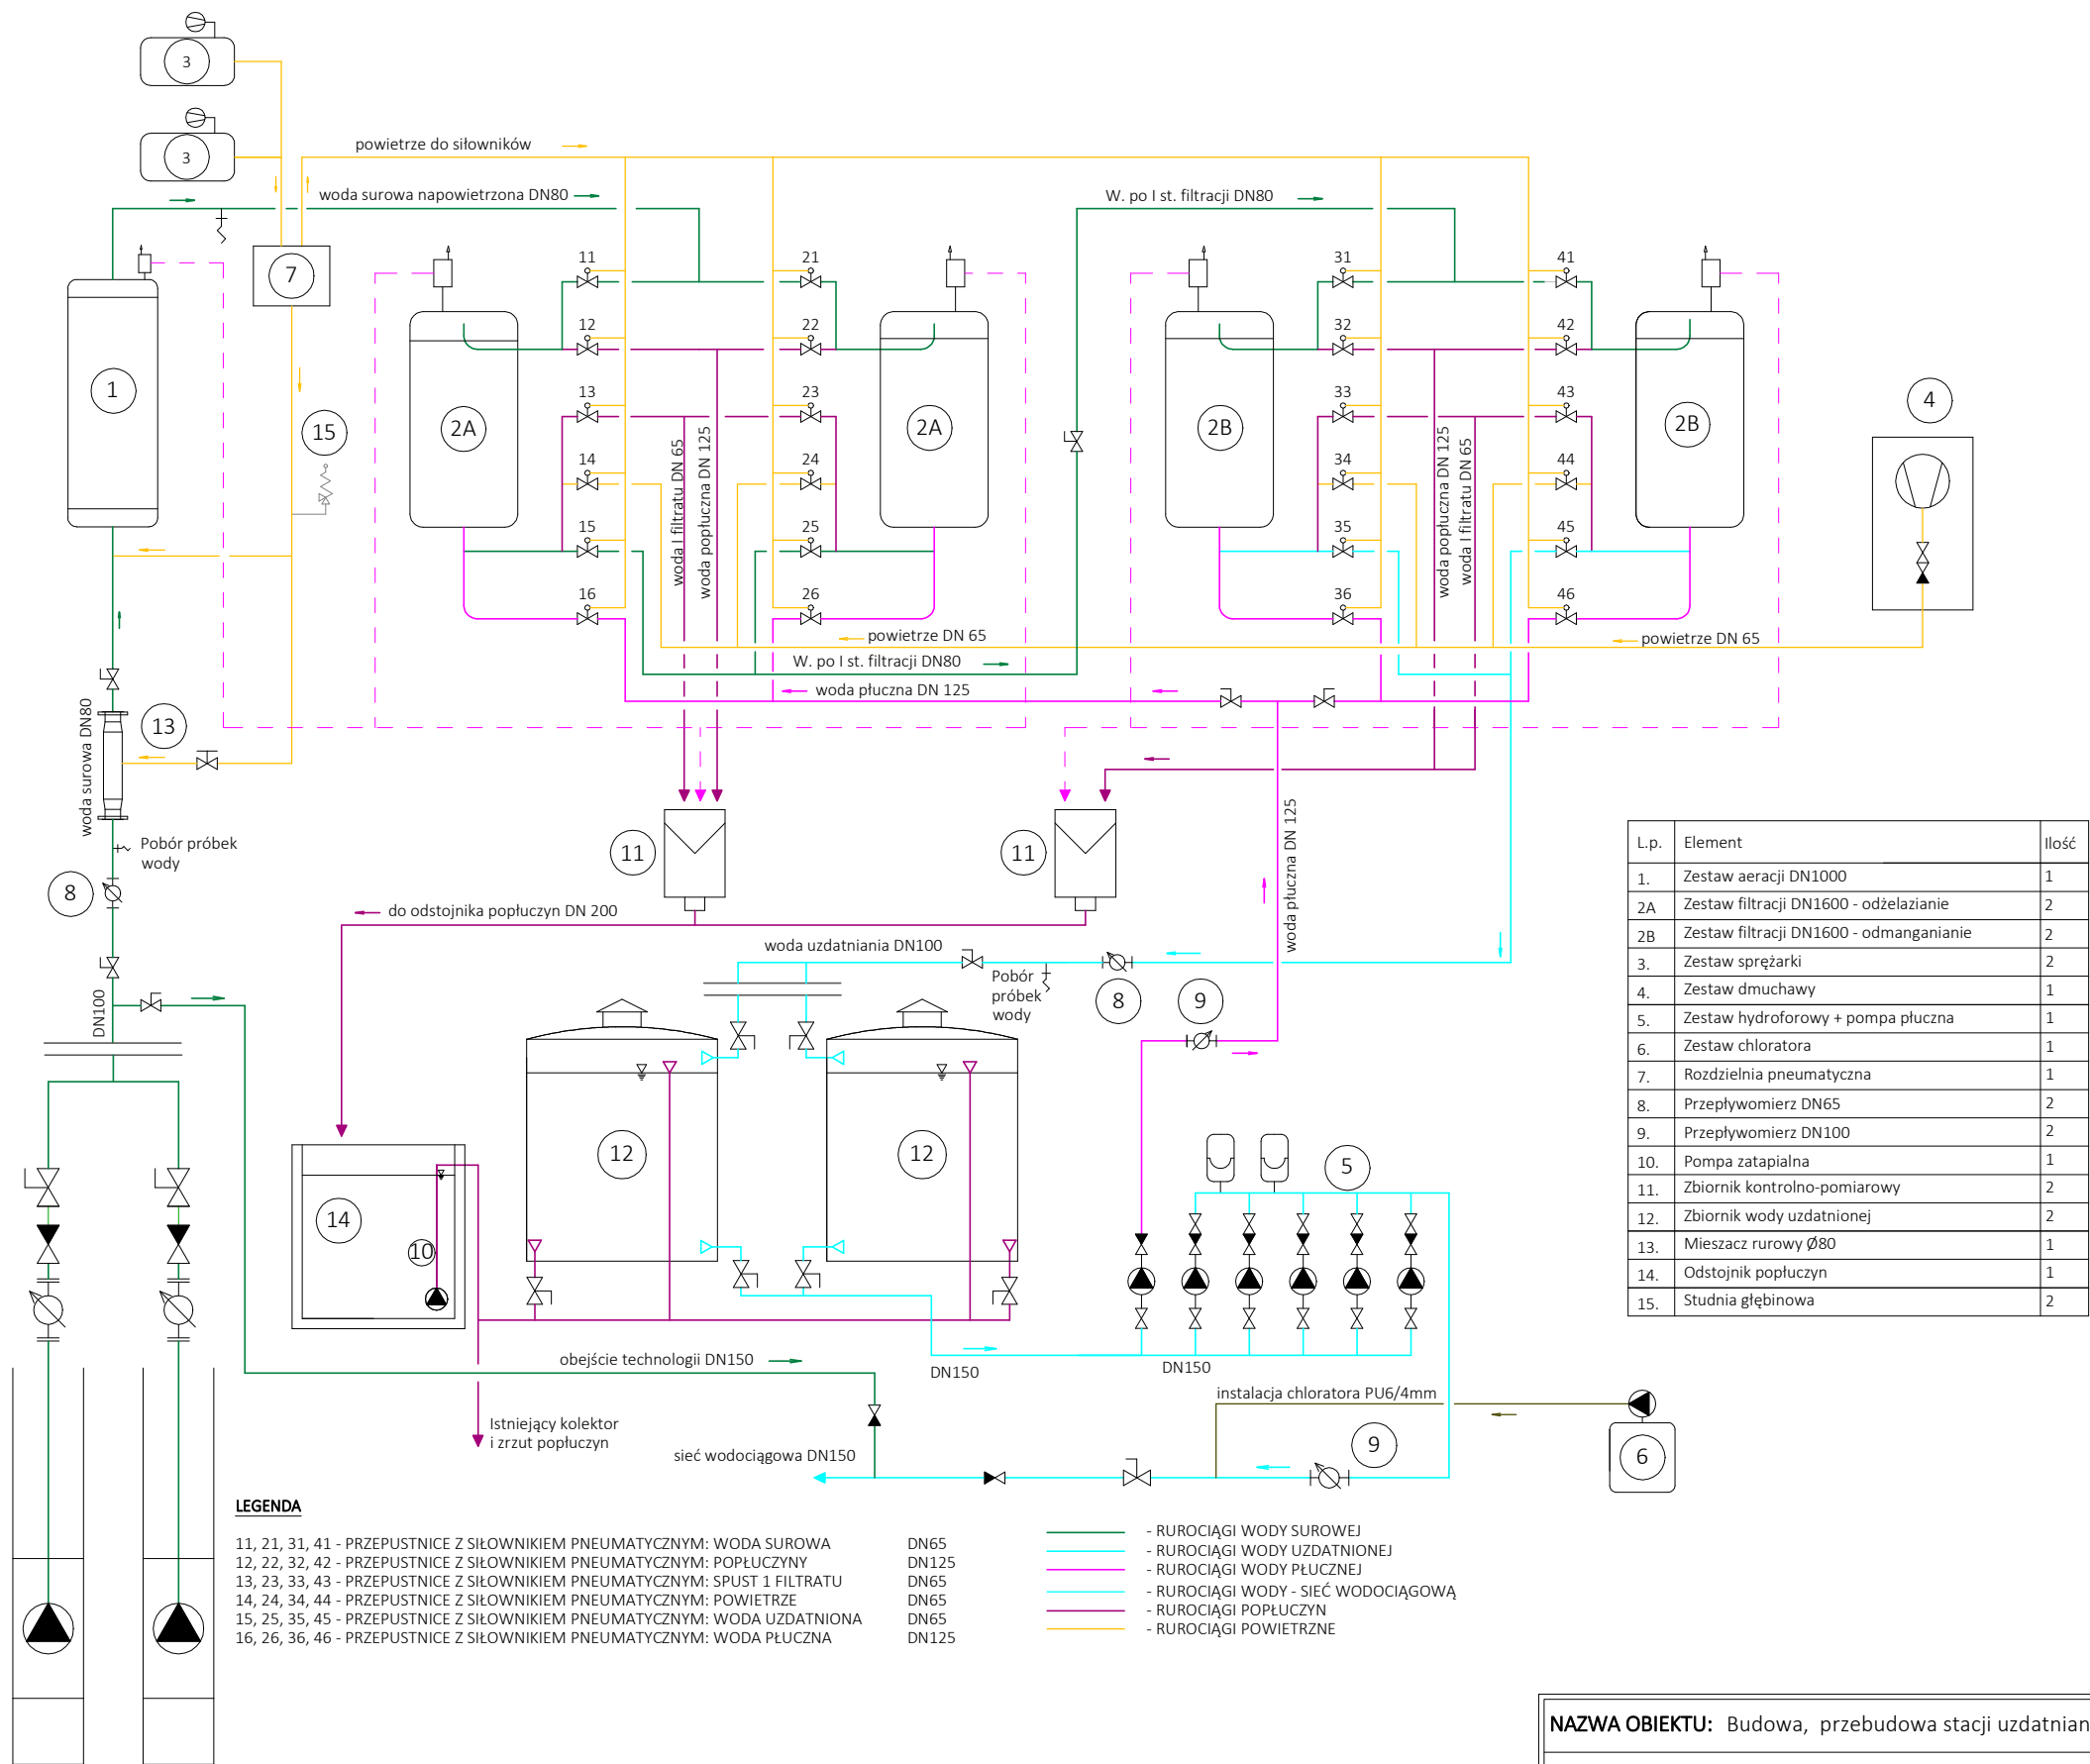 3
3
powietrze do siłowników
woda surowa napowietrzona DN80
W. po I st. filtracji DN80
7
11
21
31
41
12
22
32
42
1
13
23
33
43
4
15
2A
2A
2B
2B
14
24
34
44
woda I filtratu DN 65
woda popłuczna DN 125
woda popłuczna DN 125
woda I filtratu DN 65
15
25
35
45
16
26
36
46
powietrze DN 65
powietrze DN 65
W. po I st. filtracji DN80
woda płuczna DN 125
13
woda surowa DN80
Pobór próbek
wody
8
11
11
woda płuczna DN 125
do odstojnika popłuczyn DN 200
woda uzdatniania DN100
Pobór
próbek
wody
8
9
DN100
12
12
5
14
10
obejście technologii DN150
DN150
DN150
instalacja chloratora PU6/4mm
Istniejący kolektor
i zrzut popłuczyn
sieć wodociągowa DN150
9
6
L.p. Element Ilość
1. Zestaw aeracji DN1000 1
2A Zestaw filtracji DN1600 - odżelazianie 2
2B Zestaw filtracji DN1600 - odmanganianie 2
3. Zestaw sprężarki 2
4. Zestaw dmuchawy 1
5. Zestaw hydroforowy + pompa płuczna 1
6. Zestaw chloratora 1
7. Rozdzielnia pneumatyczna 1
8. Przepływomierz DN65 2
9. Przepływomierz DN100 2
10. Pompa zatapialna 1
11. Zbiornik kontrolno-pomiarowy 2
12. Zbiornik wody uzdatnionej 2
13. Mieszacz rurowy Ø80 1
14. Odstojnik popłuczyn 1
15. Studnia głębinowa 2
LEGENDA
11, 21, 31, 41 - PRZEPUSTNICE Z SIŁOWNIKIEM PNEUMATYCZNYM: WODA SUROWA DN65
12, 22, 32, 42 - PRZEPUSTNICE Z SIŁOWNIKIEM PNEUMATYCZNYM: POPŁUCZYNY DN125
13, 23, 33, 43 - PRZEPUSTNICE Z SIŁOWNIKIEM PNEUMATYCZNYM: SPUST 1 FILTRATU DN65
14, 24, 34, 44 - PRZEPUSTNICE Z SIŁOWNIKIEM PNEUMATYCZNYM: POWIETRZE DN65
15, 25, 35, 45 - PRZEPUSTNICE Z SIŁOWNIKIEM PNEUMATYCZNYM: WODA UZDATNIONA DN65
16, 26, 36, 46 - PRZEPUSTNICE Z SIŁOWNIKIEM PNEUMATYCZNYM: WODA PŁUCZNA DN125
- RUROCIĄGI WODY SUROWEJ
- RUROCIĄGI WODY UZDATNIONEJ
- RUROCIĄGI WODY PŁUCZNEJ
- RUROCIĄGI WODY - SIEĆ WODOCIĄGOWĄ
- RUROCIĄGI POPŁUCZYN
- RUROCIĄGI POWIETRZNE
NAZWA OBIEKTU: Budowa, przebudowa stacji uzdatnian